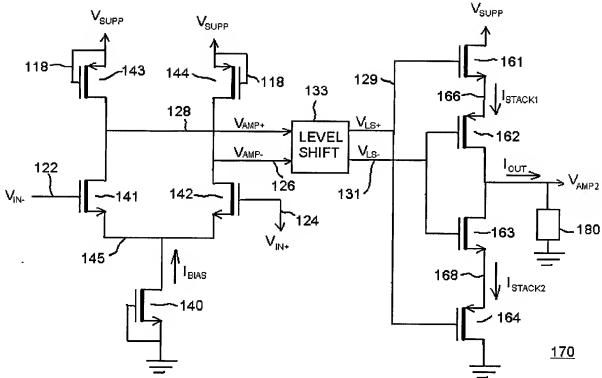 VSUPP
VSUPP
VSUPP
118
143
144
118
129
161
133
166
ISTACK1
128
VAMP+
LEVEL
SHIFT
VLS+
162
VAMP-
VLS-
122
126
131
IOUT
VAMP2
VIN-
141
142
124
163
180
145
VIN+
IBIAS
168
ISTACK2
140
164
170